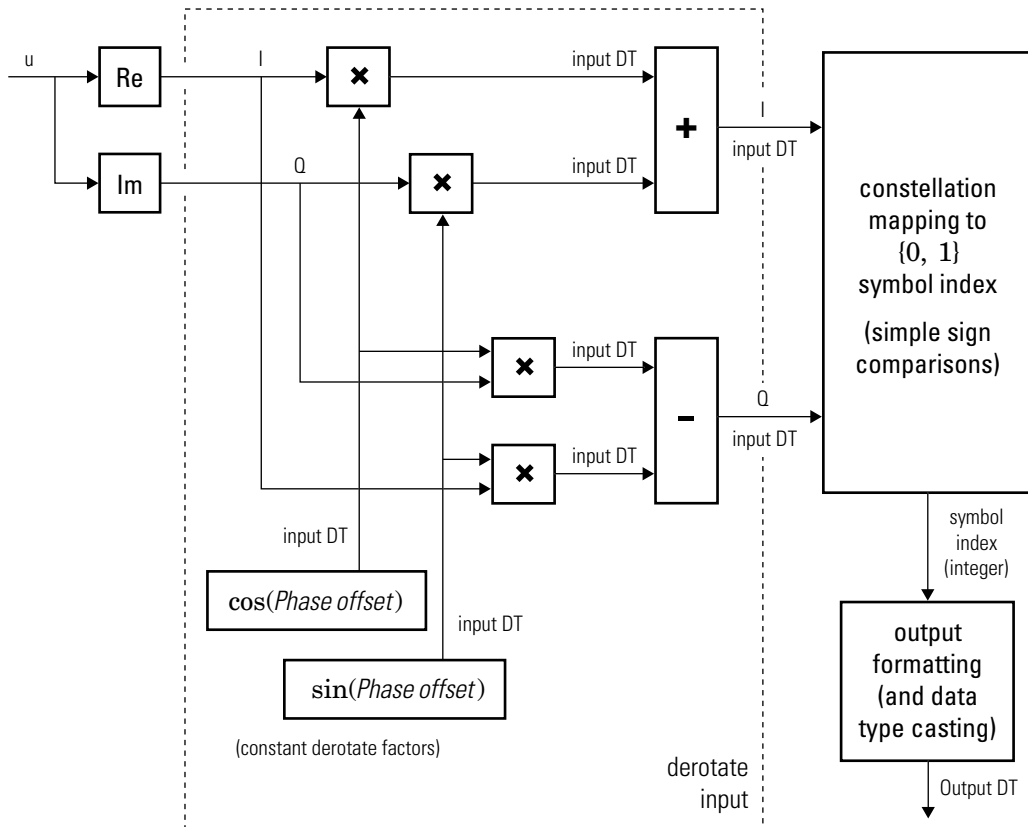 u
Re
I
×
input DT
+
I
input DT
Im
Q
×
input DT
constellation
mapping to
{0, 1}
symbol index
(simple sign
comparisons)
×
input DT
-
Q
input DT
×
input DT
input DT
cos(Phase offset)
input DT
sin(Phase offset)
(constant derotate factors)
derotate
input
symbol
index
(integer)
output
formatting
(and data
type casting)
Output DT